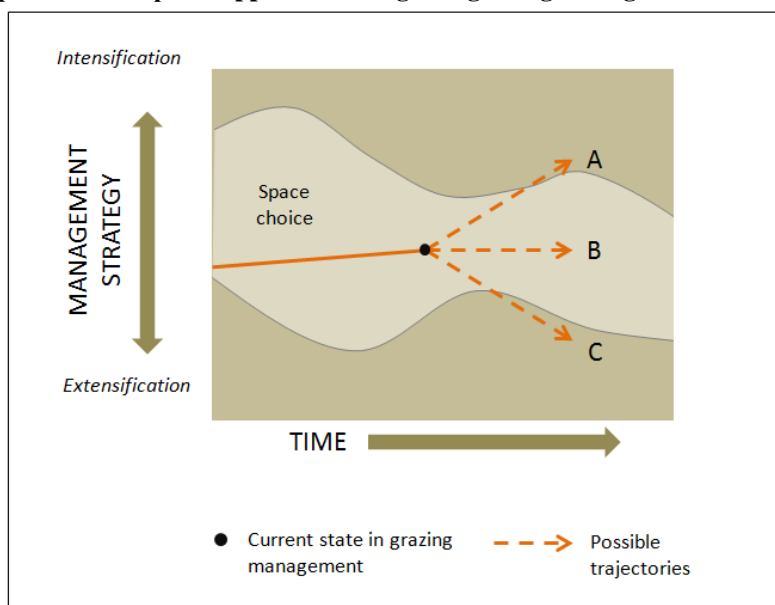 Intensification
MANAGEMENT
STRATEGY
Extensification
Space
choice
A
B
C
TIME
Current state in grazing
management
Possible
trajectories